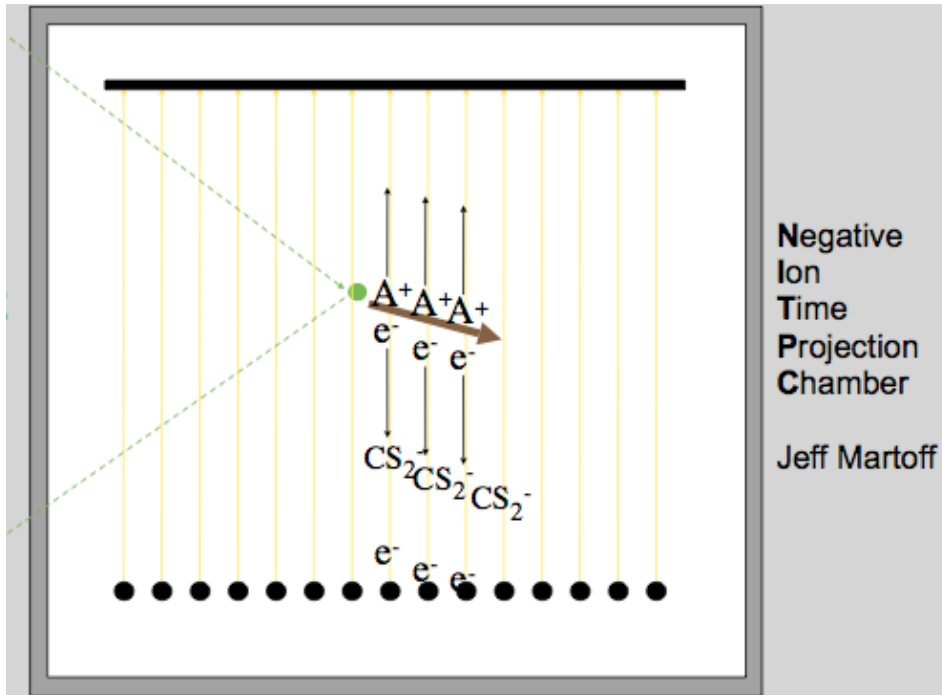 A⁺ A⁺ A⁺
e⁻ e⁻ e⁻
CS₂⁻ CS₂⁻ CS₂⁻
e⁻ e⁻ e⁻
Negative
Ion
Time
Projection
Chamber
Jeff Martoff